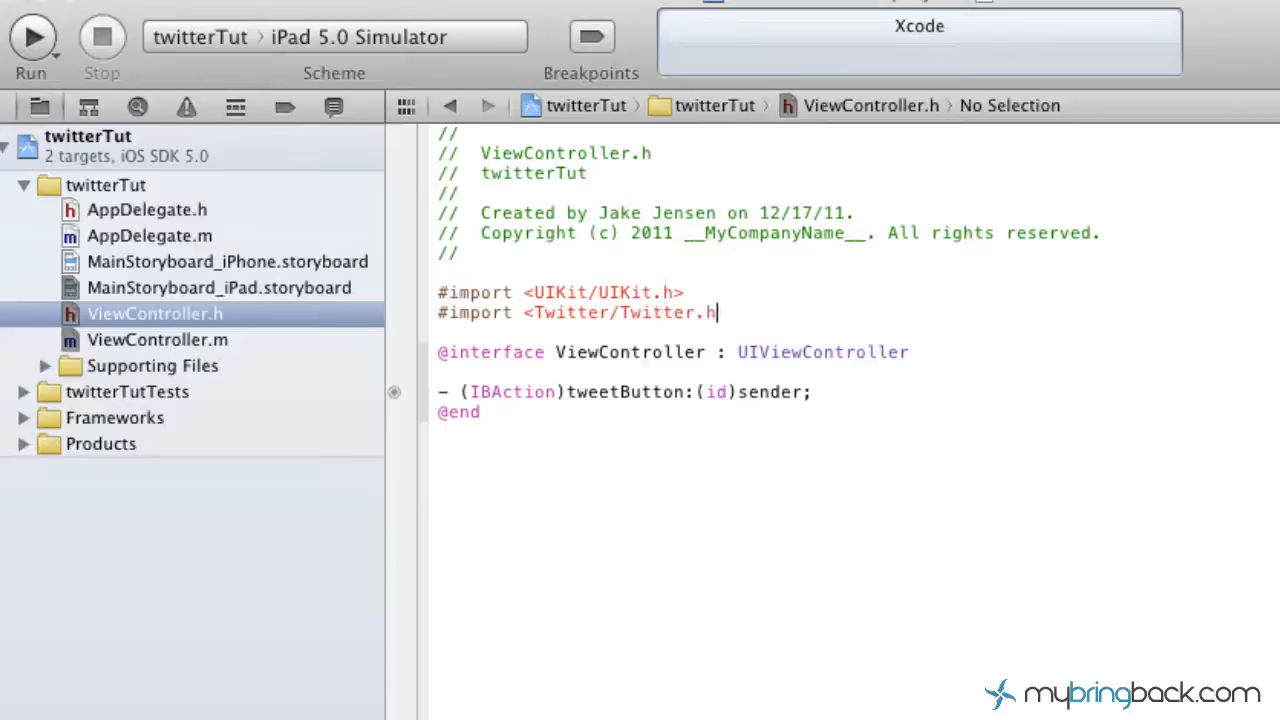 twitterTut › iPad 5.0 Simulator
Xcode
Run
Stop
Scheme
Breakpoints
twitterTut
twitterTut
ViewController.h
No Selection
twitterTut
2 targets, iOS SDK 5.0
twitterTut
h AppDelegate.h
m AppDelegate.m
MainStoryboard_iPhone.storyboard
MainStoryboard_iPad.storyboard
h ViewController.h
m ViewController.m
Supporting Files
twitterTutTests
Frameworks
Products
//
// ViewController.h
// twitterTut
//
// Created by Jake Jensen on 12/17/11.
// Copyright (c) 2011 __MyCompanyName__. All rights reserved.
//
#import <UIKit/UIKit.h>
#import <Twitter/Twitter.h
@interface ViewController : UIViewController
- (IBAction)tweetButton:(id)sender;
@end
mybringback.com